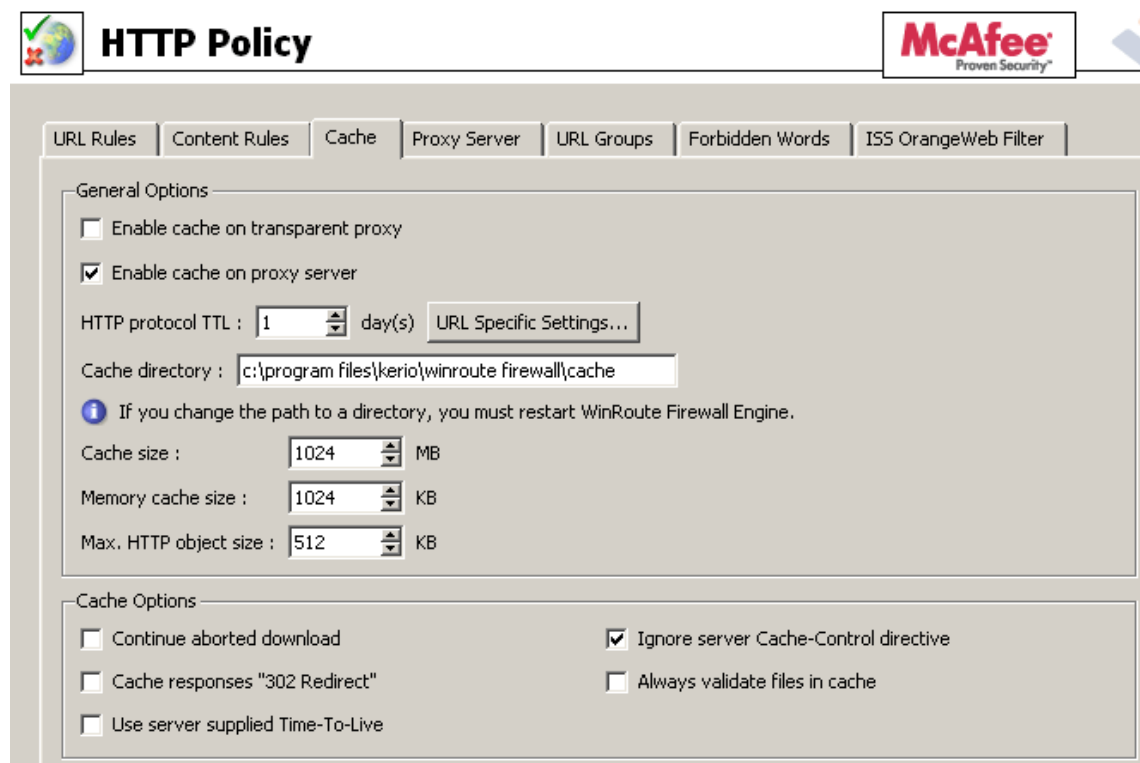 HTTP Policy
McAfee
Proven Security™
URL Rules
Content Rules
Cache
Proxy Server
URL Groups
Forbidden Words
ISS OrangeWeb Filter
General Options
Enable cache on transparent proxy
Enable cache on proxy server
HTTP protocol TTL : 1 day(s) URL Specific Settings...
Cache directory : c:\program files\kerio\winroute firewall\cache
If you change the path to a directory, you must restart WinRoute Firewall Engine.
Cache size : 1024 MB
Memory cache size : 1024 KB
Max. HTTP object size : 512 KB
Cache Options
Continue aborted download
Ignore server Cache-Control directive
Cache responses "302 Redirect"
Always validate files in cache
Use server supplied Time-To-Live